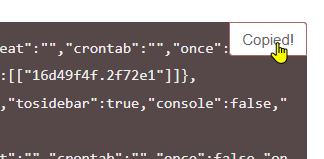 Copied!
eat":"","crontab":"","once
:[["16d49f4f.2f72e1"]]},
,"tosidebar":true,"console":false,"
t":"","crontab":"","once":false,"on